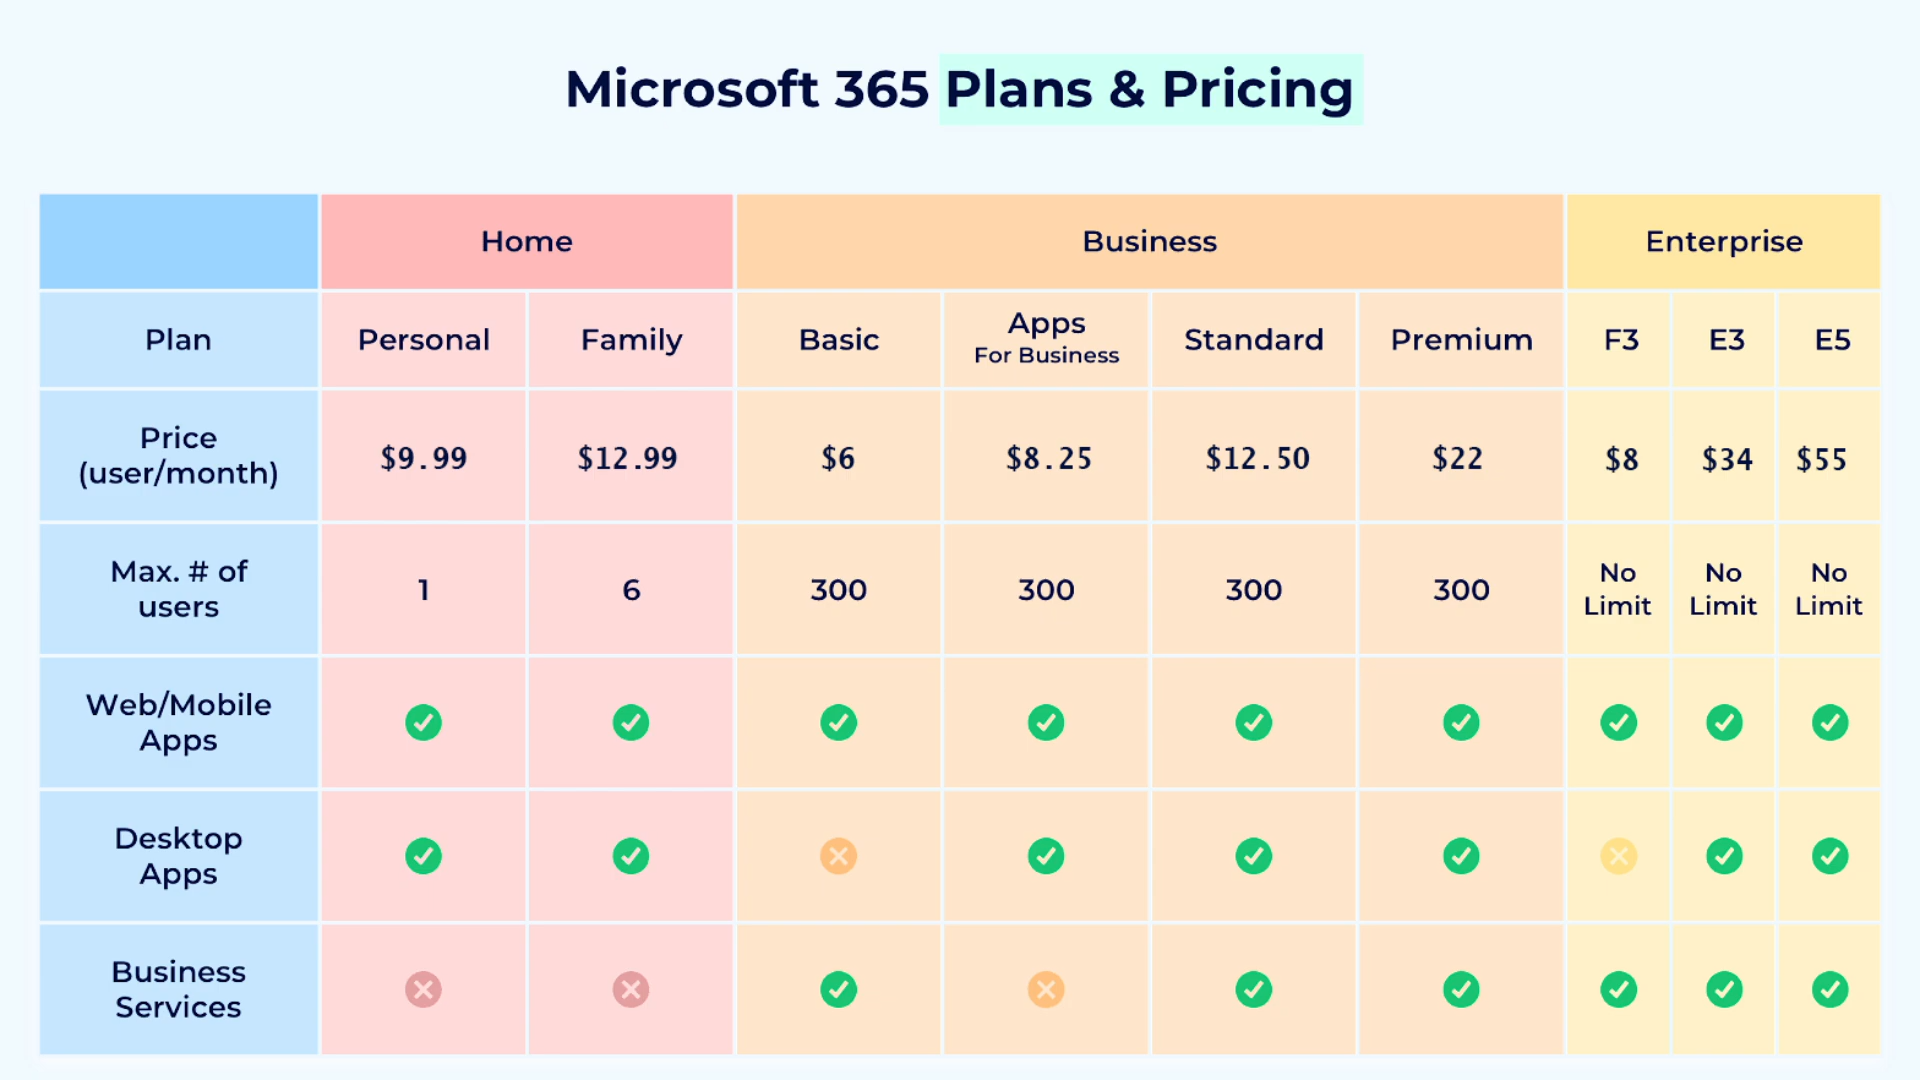 Microsoft 365 Plans & Pricing
Home Business Enterprise
Plan Personal Family Basic Apps For Business Standard Premium F3 E3 E5
Price (user/month) $9.99 $12.99 $6 $8.25 $12.50 $22 $8 $34 $55
Max. # of users 1 6 300 300 300 300 No Limit No Limit No Limit
Web/Mobile Apps
Desktop Apps
Business Services